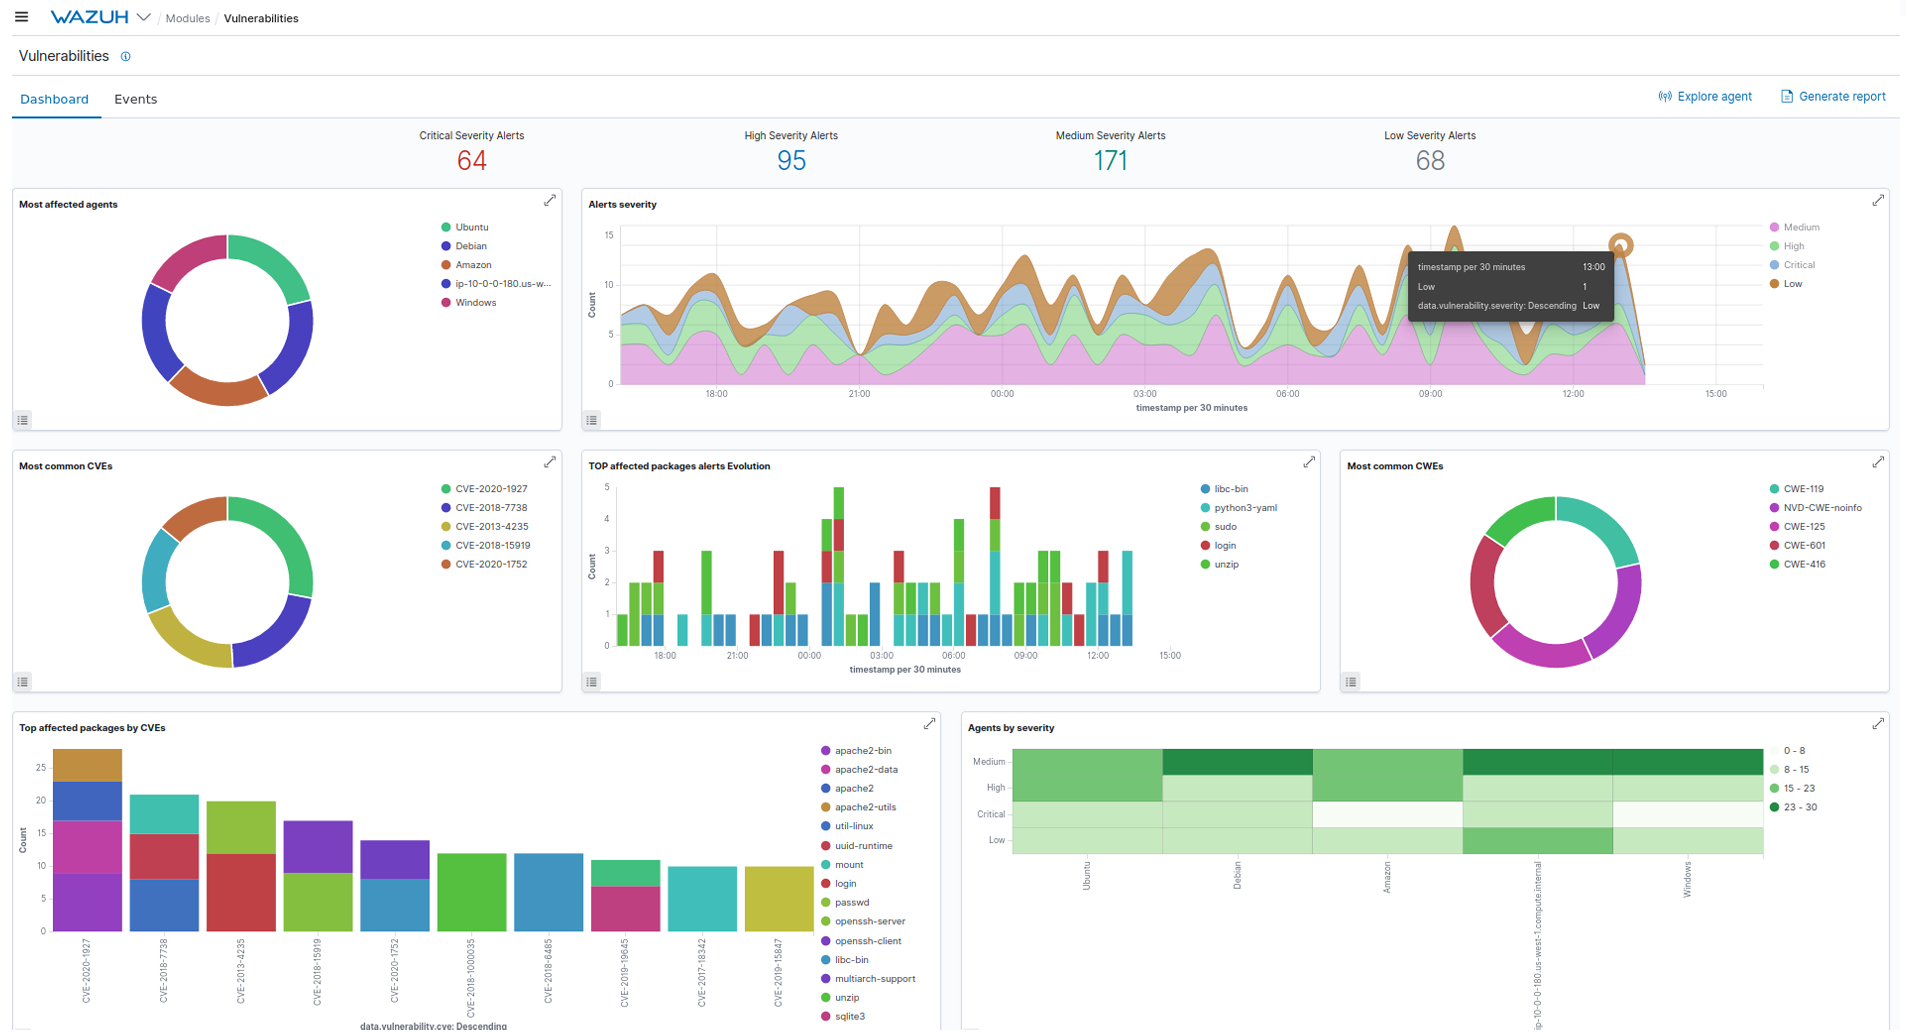 WAZUH / Modules / Vulnerabilities
Vulnerabilities
Dashboard Events
Explore agent Generate report
Critical Severity Alerts
64
High Severity Alerts
95
Medium Severity Alerts
171
Low Severity Alerts
68
Most affected agents
Ubuntu
Debian
Amazon
ip-10-0-0-180.us-w...
Windows
Alerts severity
15
10
5
0
Count
18:00 21:00 00:00 03:00 06:00 09:00 12:00 15:00
timestamp per 30 minutes
timestamp per 30 minutes 13:00
Low 1
data.vulnerability.severity: Descending Low
Medium
High
Critical
Low
Most common CVEs
CVE-2020-1927
CVE-2018-7738
CVE-2013-4235
CVE-2018-15919
CVE-2020-1752
TOP affected packages alerts Evolution
5
4
3
2
1
0
Count
18:00 21:00 00:00 03:00 06:00 09:00 12:00 15:00
timestamp per 30 minutes
libc-bin
python3-yaml
sudo
login
unzip
Most common CWEs
CWE-119
NVD-CWE-noinfo
CWE-125
CWE-601
CWE-416
Top affected packages by CVEs
25
20
15
10
5
0
Count
CVE-2020-1927
CVE-2018-7738
CVE-2013-4235
CVE-2018-15919
CVE-2020-1752
CVE-2018-1000035
CVE-2018-6485
CVE-2019-19645
CVE-2017-18342
CVE-2019-15847
data.vulnerability.cve: Descending
apache2-bin
apache2-data
apache2
apache2-utils
util-linux
uuid-runtime
mount
login
passwd
openssh-server
openssh-client
libc-bin
multiarch-support
unzip
sqlite3
Agents by severity
Medium
High
Critical
Low
Ubuntu
Debian
Amazon
ip-10-0-0-180.us-west-1.compute.internal
Windows
0 - 8
8 - 15
15 - 23
23 - 30